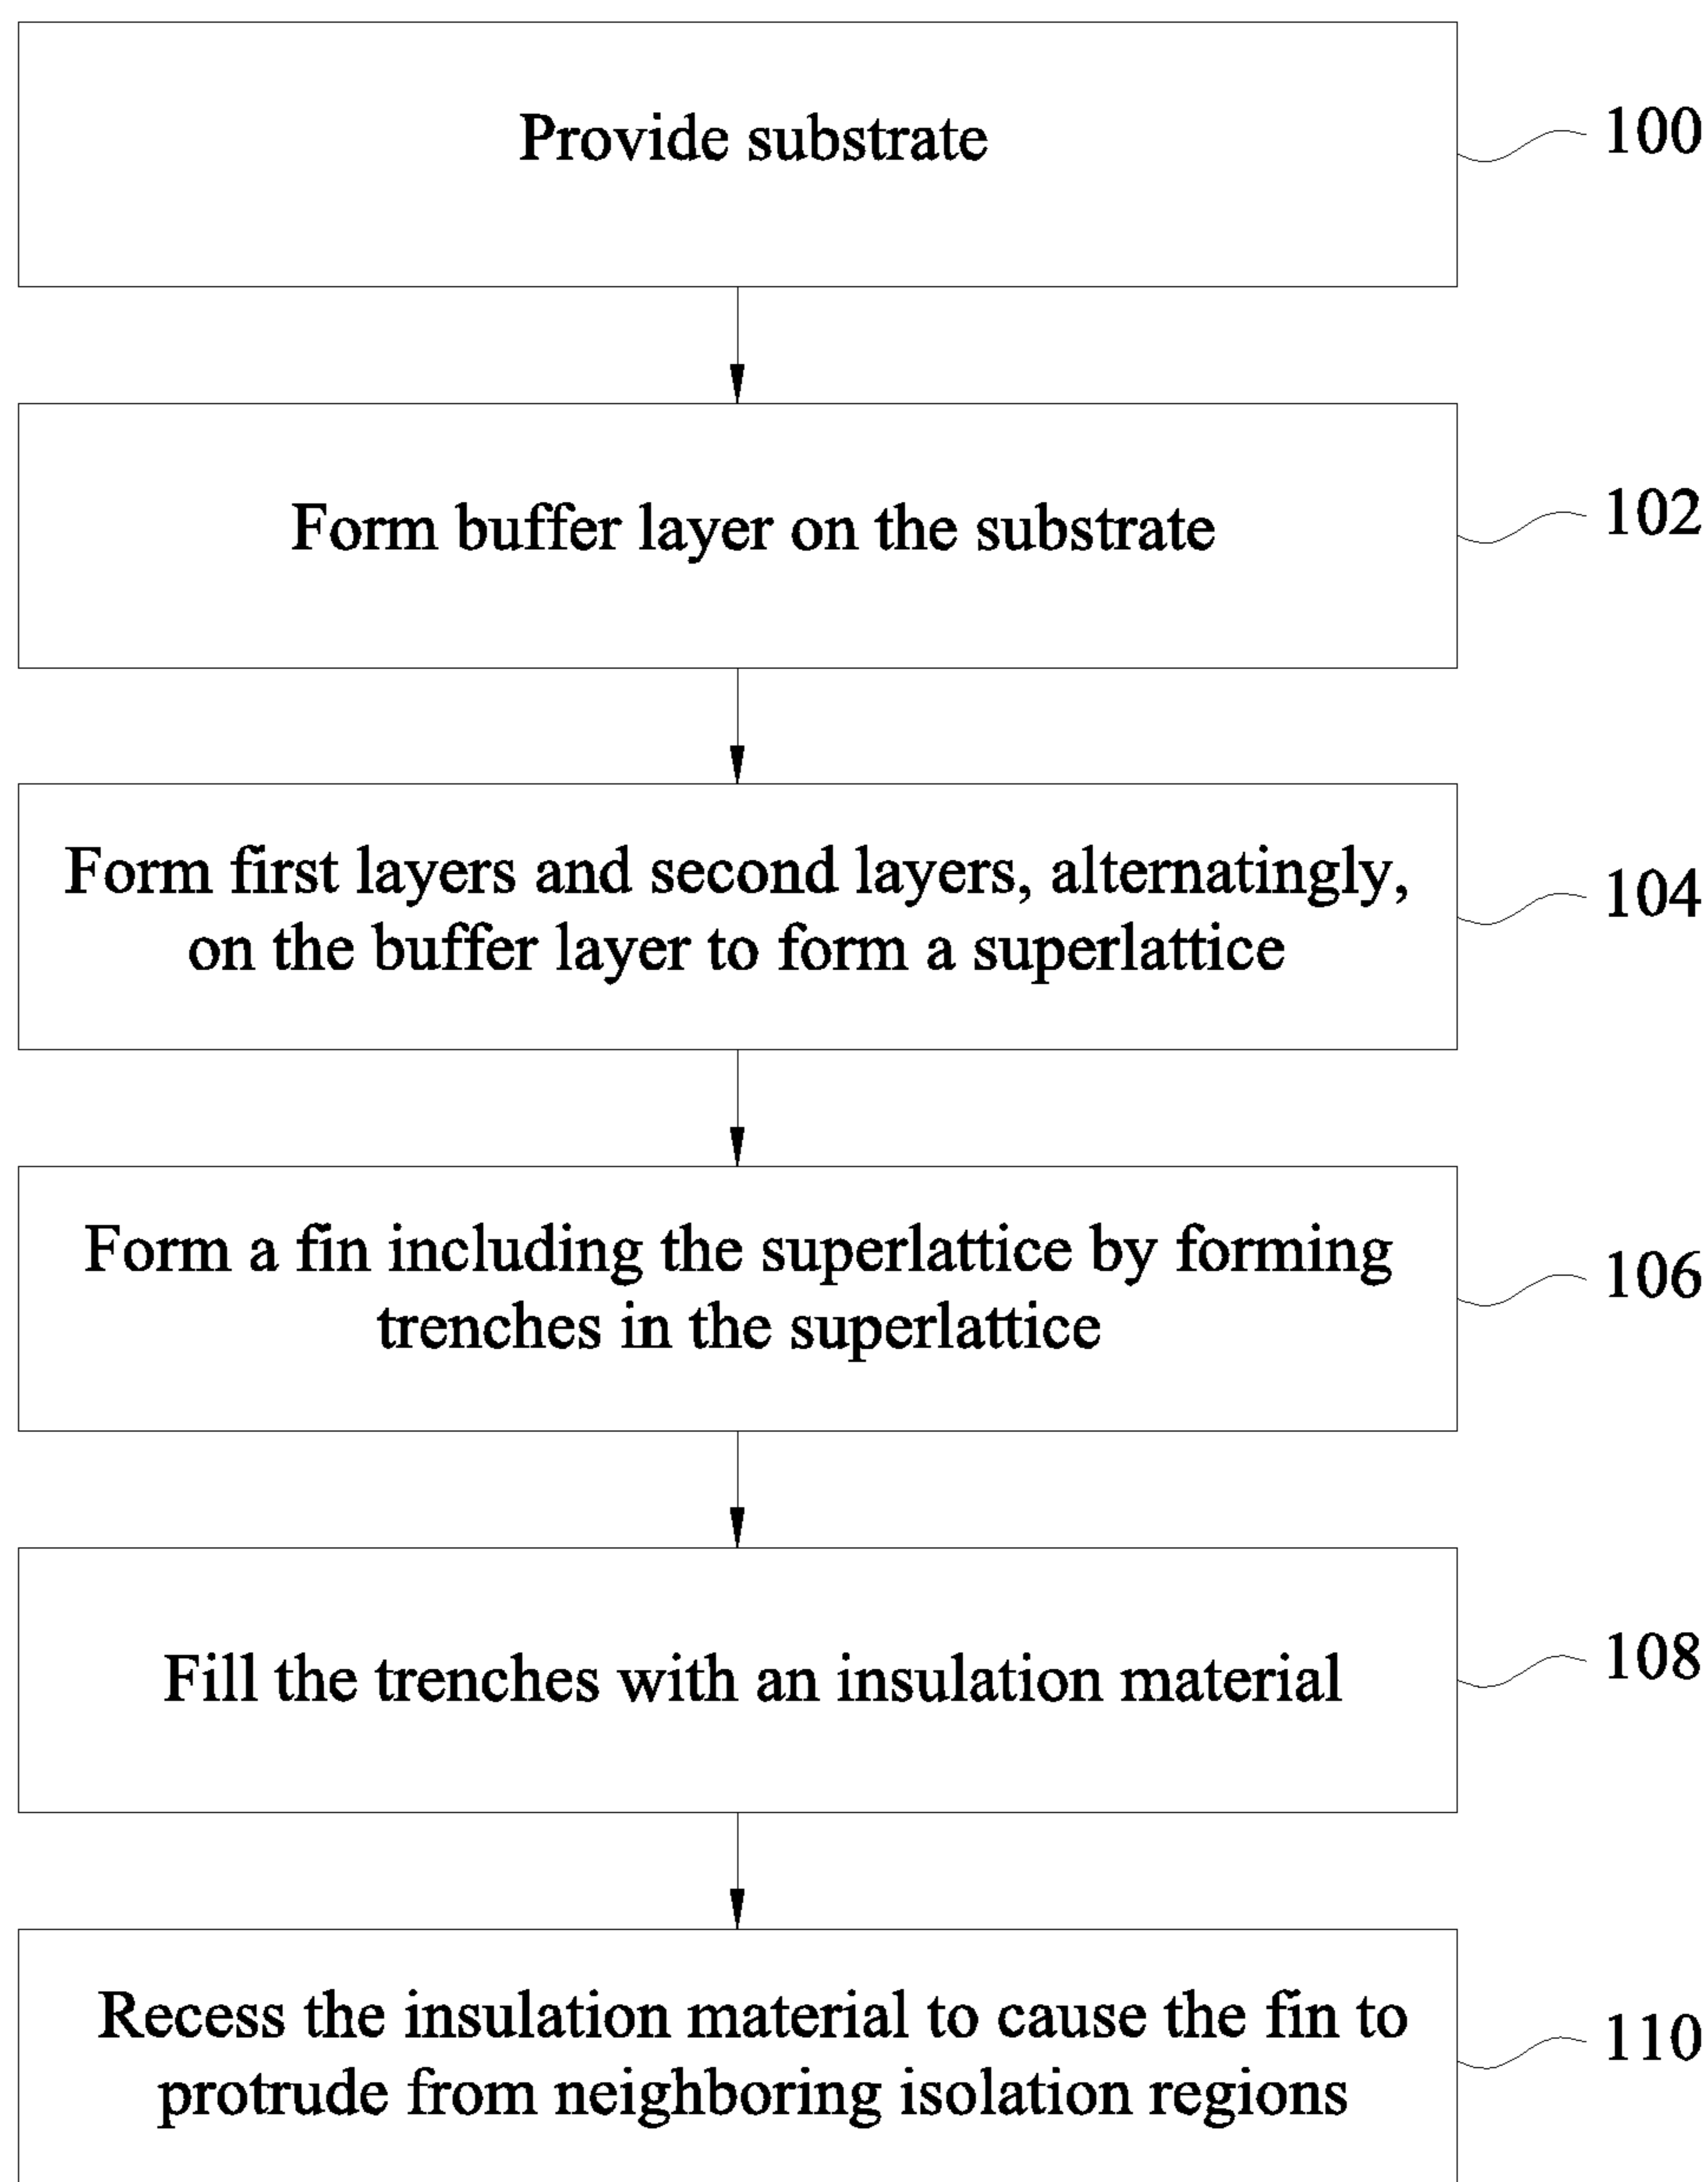 Provide substrate
100
Form buffer layer on the substrate
102
Form first layers and second layers, alternatingly,
on the buffer layer to form a superlattice
104
Form a fin including the superlattice by forming
trenches in the superlattice
106
Fill the trenches with an insulation material
108
Recess the insulation material to cause the fin to
protrude from neighboring isolation regions
110